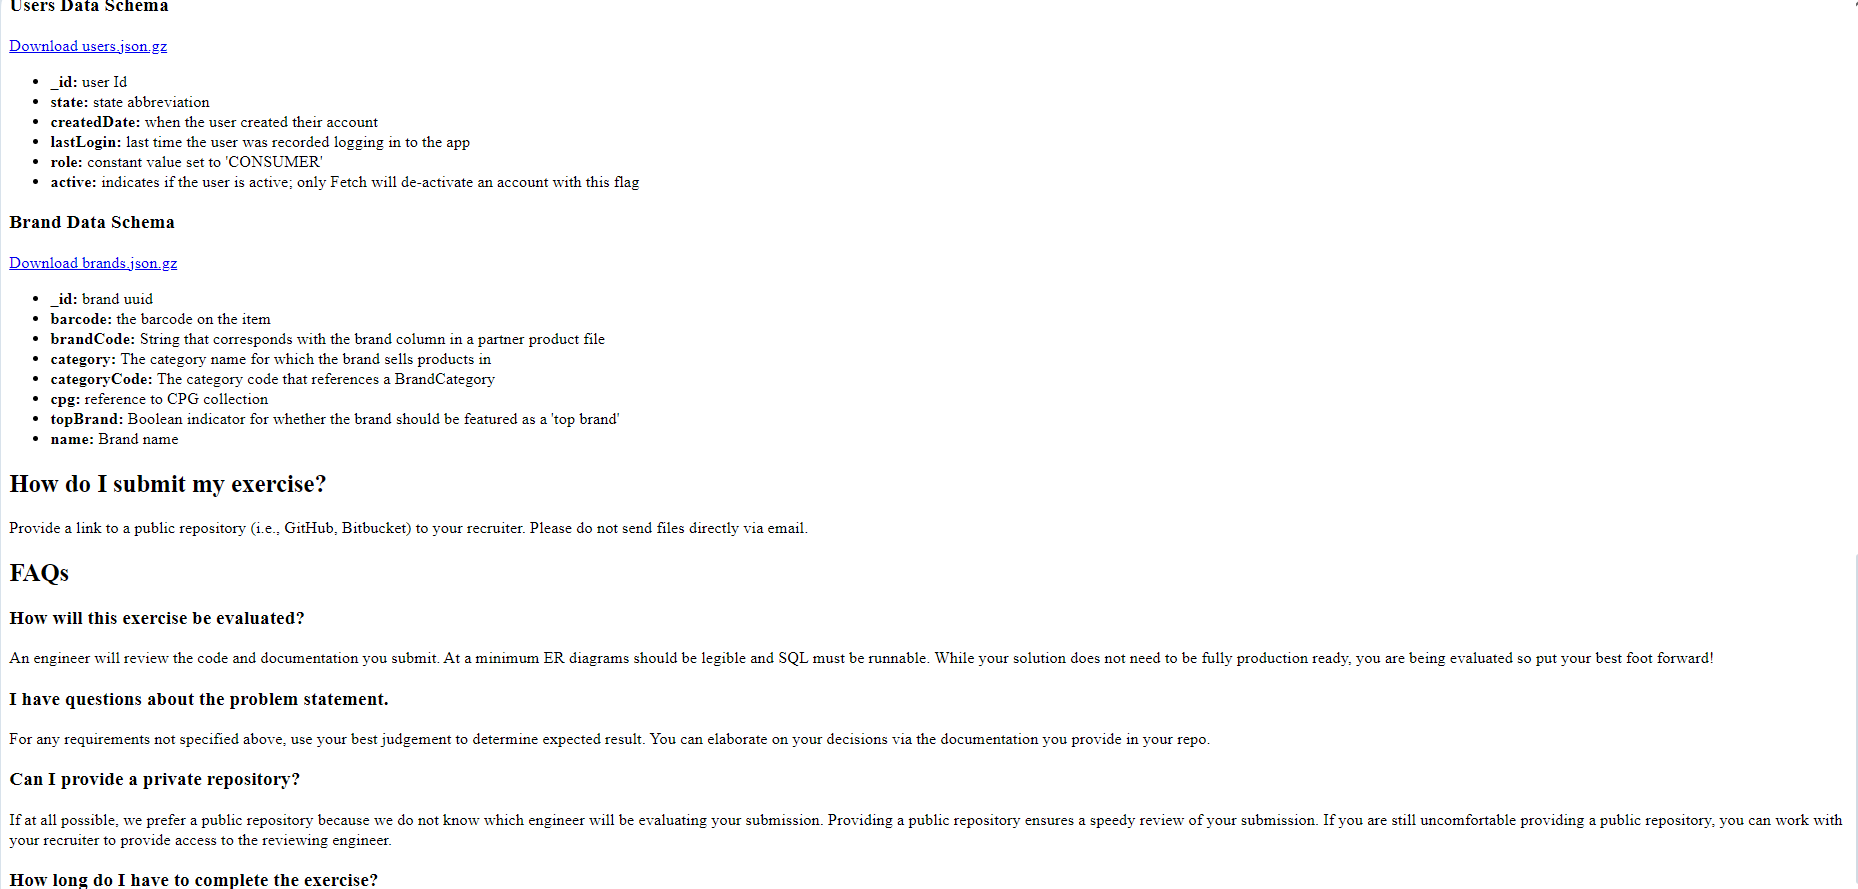 Users Data Schema
Download users.json.gz
_id: user Id
state: state abbreviation
createdDate: when the user created their account
lastLogin: last time the user was recorded logging in to the app
role: constant value set to 'CONSUMER'
active: indicates if the user is active; only Fetch will de-activate an account with this flag
Brand Data Schema
Download brands.json.gz
_id: brand uuid
barcode: the barcode on the item
brandCode: String that corresponds with the brand column in a partner product file
category: The category name for which the brand sells products in
categoryCode: The category code that references a BrandCategory
cpg: reference to CPG collection
topBrand: Boolean indicator for whether the brand should be featured as a 'top brand'
name: Brand name
How do I submit my exercise?
Provide a link to a public repository (i.e., GitHub, Bitbucket) to your recruiter. Please do not send files directly via email.
FAQs
How will this exercise be evaluated?
An engineer will review the code and documentation you submit. At a minimum ER diagrams should be legible and SQL must be runnable. While your solution does not need to be fully production ready, you are being evaluated so put your best foot forward!
I have questions about the problem statement.
For any requirements not specified above, use your best judgement to determine expected result. You can elaborate on your decisions via the documentation you provide in your repo.
Can I provide a private repository?
If at all possible, we prefer a public repository because we do not know which engineer will be evaluating your submission. Providing a public repository ensures a speedy review of your submission. If you are still uncomfortable providing a public repository, you can work with
your recruiter to provide access to the reviewing engineer.
How long do I have to complete the exercise?